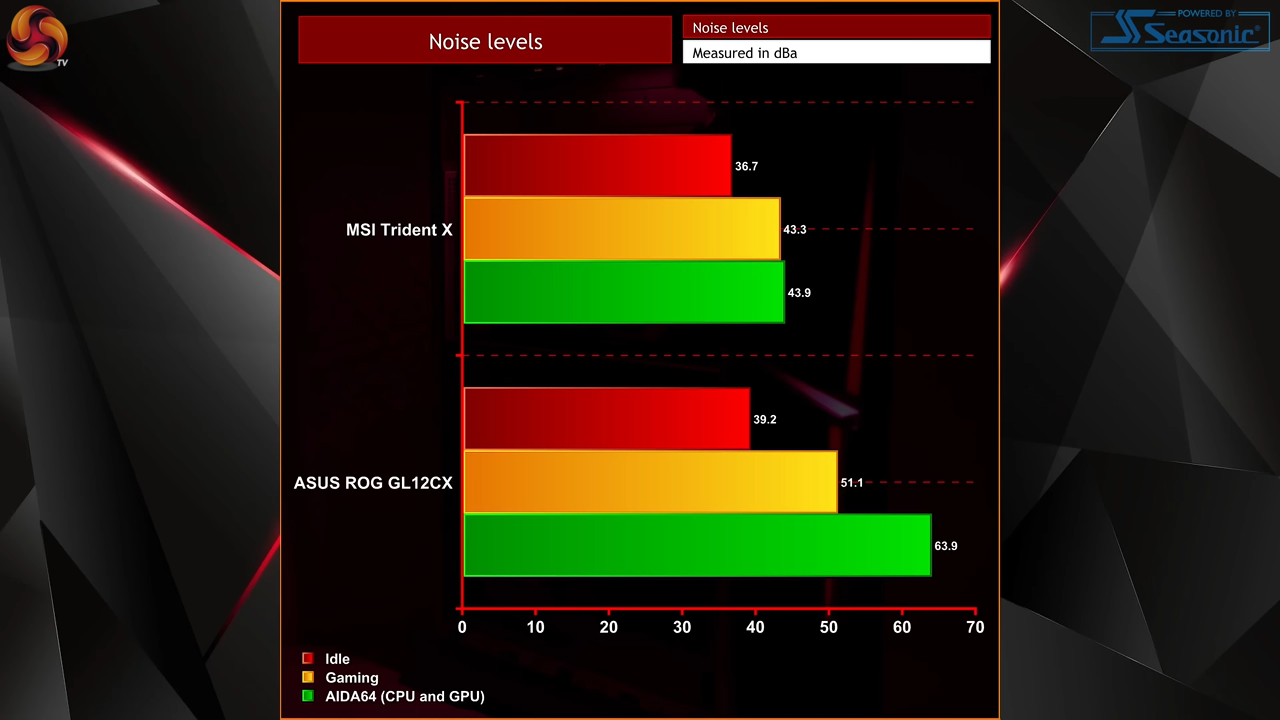 TV
POWERED BY
Seasonic
Noise levels
Noise levels
Measured in dBa
MSI Trident X
36.7
43.3
43.9
ASUS ROG GL12CX
39.2
51.1
63.9
0 10 20 30 40 50 60 70
Idle
Gaming
AIDA64 (CPU and GPU)